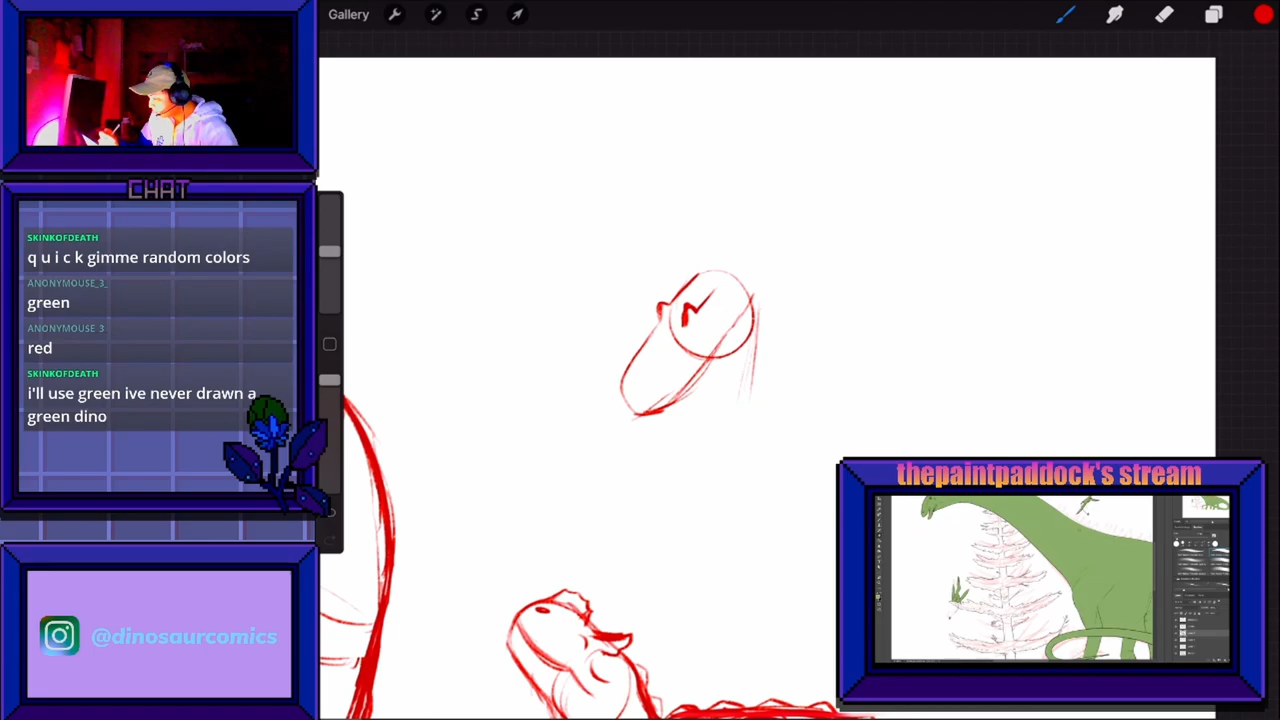 Gallery
CHAT
SKINKOFDEATH
q u i c k gimme random colors
ANONYMOUSE_3_
green
ANONYMOUSE 3
red
SKINKOFDEATH
i'll use green ive never drawn a
green dino
@dinosaurcomics
thepaintpaddock's stream